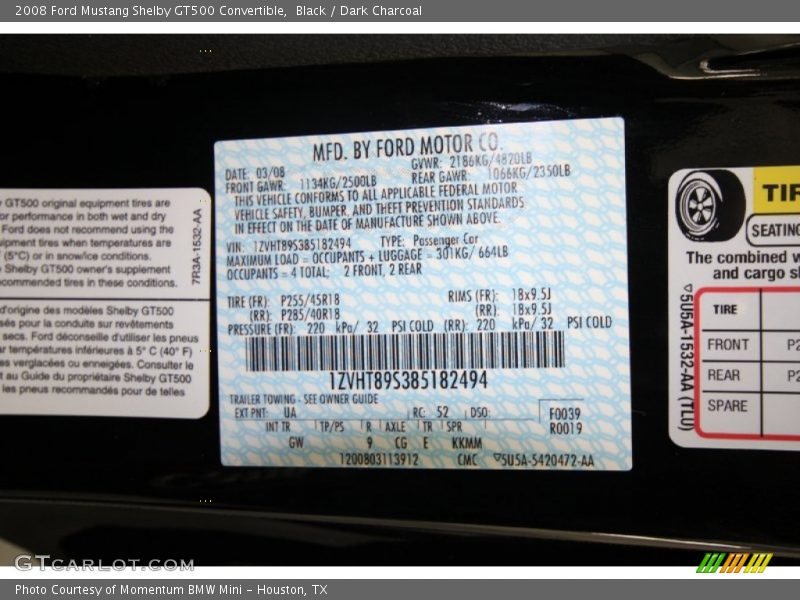 2008 Ford Mustang Shelby GT500 Convertible,  Black / Dark Charcoal
GT500 original equipment tires are
or performance in both wet and dry
Ford does not recommend using the
uipment tires when temperatures are
(5°C) or in snow/ice conditions.
Shelby GT500 owner's supplement
commended tires in these conditions.
7R3A-1532-AA
d'origine des modèles Shelby GT500
sés pour la conduite sur revêtements
secs. Ford déconseille d'utiliser les pneus
températures inférieures à 5° C (40° F)
es verglacées ou enneigées. Consulter le
au Guide du propriétaire Shelby GT500
les pneus recommandés pour de telles
MFD. BY FORD MOTOR CO.
DATE: 03/08 GVWR: 2186KG/4820LB
FRONT GAWR: 1134KG/2500LB REAR GAWR: 1066KG/2350LB
THIS VEHICLE CONFORMS TO ALL APPLICABLE FEDERAL MOTOR
VEHICLE SAFETY, BUMPER, AND THEFT PREVENTION STANDARDS
IN EFFECT ON THE DATE OF MANUFACTURE SHOWN ABOVE.
VIN: 1ZVHT89S385182494 TYPE: Passenger Car
MAXIMUM LOAD = OCCUPANTS + LUGGAGE = 301KG/ 664LB
OCCUPANTS = 4 TOTAL; 2 FRONT, 2 REAR
TIRE (FR): P255/45R18 RIMS (FR): 18x9.5J
(RR): P285/40R18 (RR): 18x9.5J
PRESSURE (FR): 220 kPa/ 32 PSI COLD (RR): 220 kPa/ 32 PSI COLD
1ZVHT89S385182494
TRAILER TOWING - SEE OWNER GUIDE
EXT PNT: UA RC: 52 DSO: F0039
R0019
INT TR TP/PS R AXLE TR SPR
GW 9 CG E KKMM
1200803113912 CMC ▽5U5A-5420472-AA
TIR
SEATING
The combined w
and cargo sh
▽5U5A-1532-AA (TLU)
TIRE
FRONT P2
REAR P2
SPARE
GTCARLOT.COM
Photo Courtesy of Momentum BMW Mini - Houston, TX